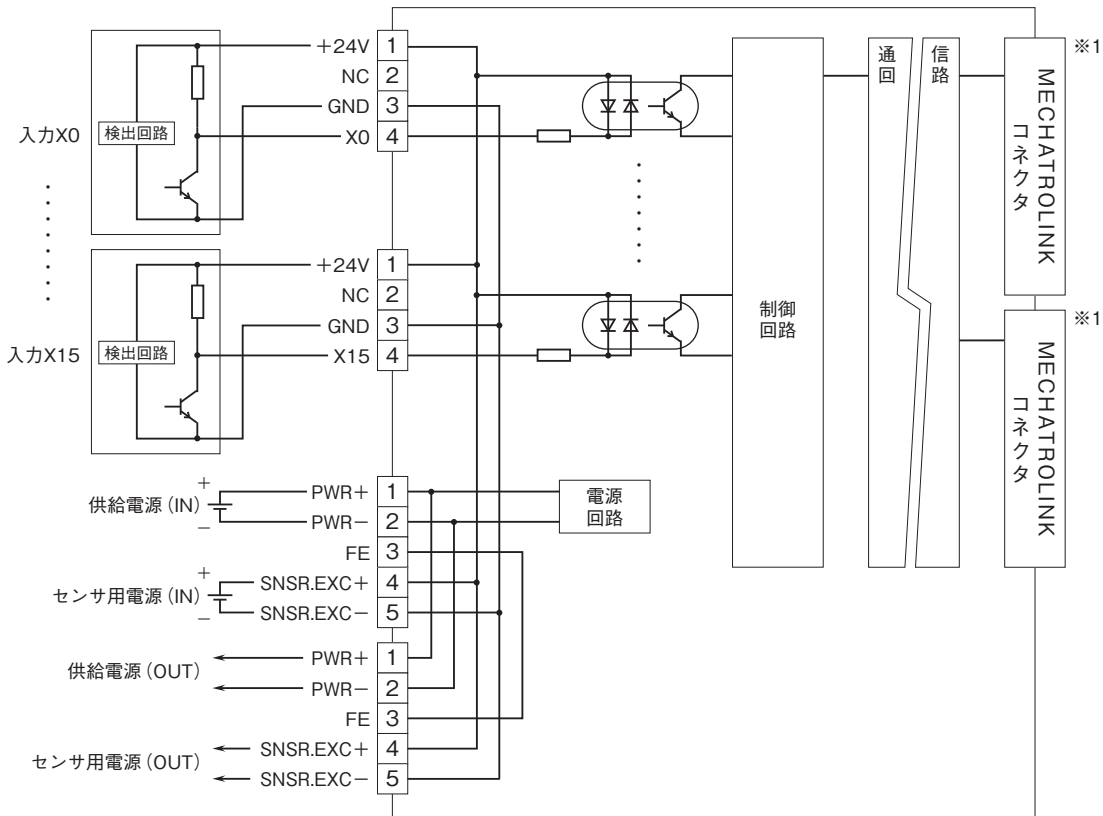 入力X0
検出回路
+24V 1
NC 2
GND 3
X0 4
入力X15
検出回路
+24V 1
NC 2
GND 3
X15 4
供給電源(IN)
+
−
PWR+ 1
PWR− 2
FE 3
センサ用電源(IN)
+
−
SNSR.EXC+ 4
SNSR.EXC− 5
供給電源(OUT)
PWR+ 1
PWR− 2
FE 3
センサ用電源(OUT)
SNSR.EXC+ 4
SNSR.EXC− 5
電源
回路
制御
回路
通信
回路
MECHATROLINK
コネクタ
※1
MECHATROLINK
コネクタ
※1